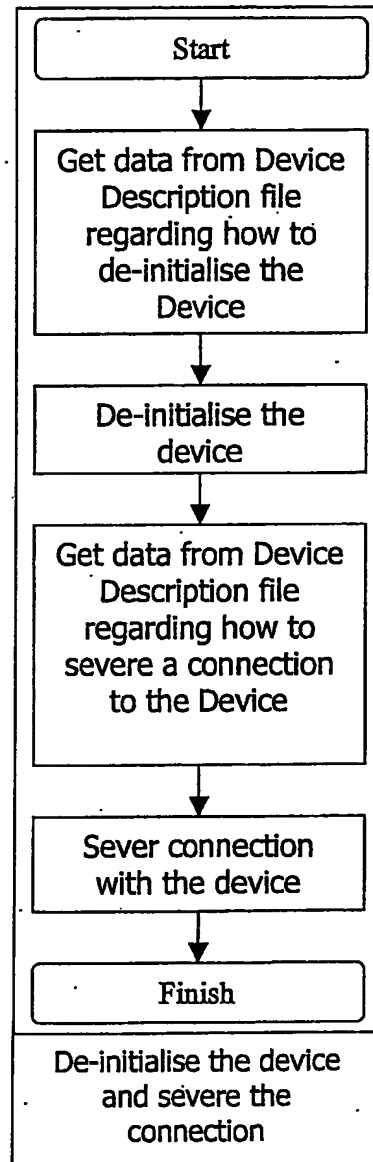 Start
Get data from Device
Description file
regarding how to
de-initialise the
Device
De-initialise the
device
Get data from Device
Description file
regarding how to
severe a connection
to the Device
Sever connection
with the device
Finish
De-initialise the device
and severe the
connection